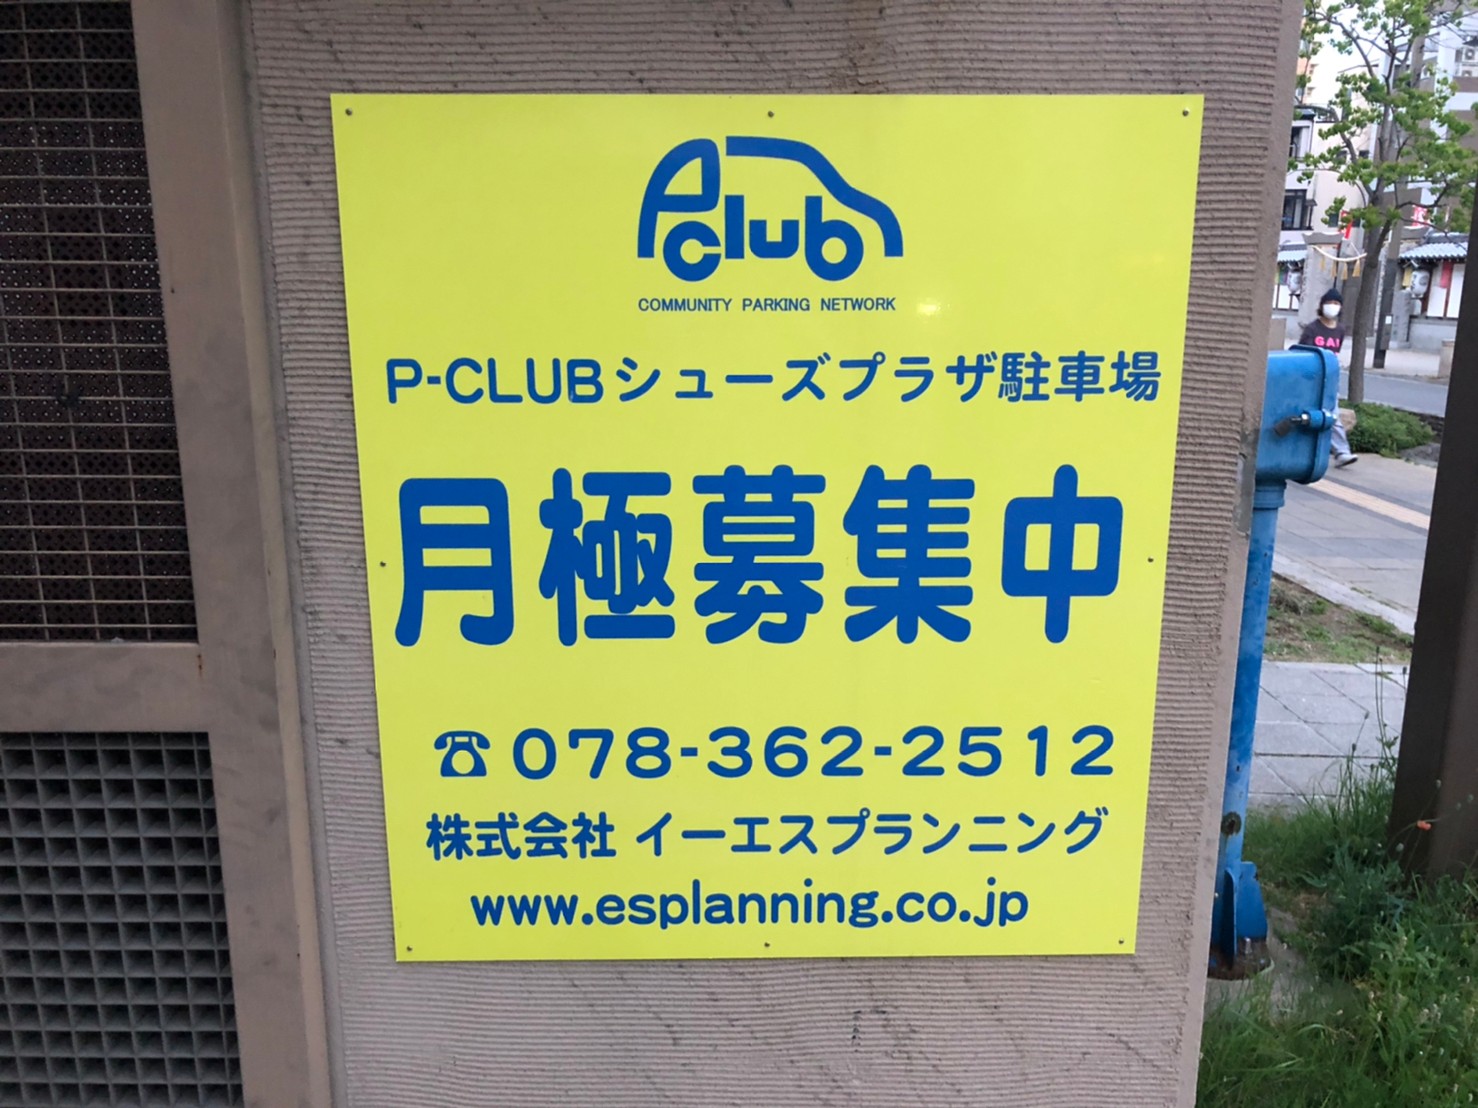 P club
COMMUNITY PARKING NETWORK
P-CLUBシューズプラザ駐車場
月極募集中
☎078-362-2512
株式会社 イーエスプランニング
www.esplanning.co.jp
GAI